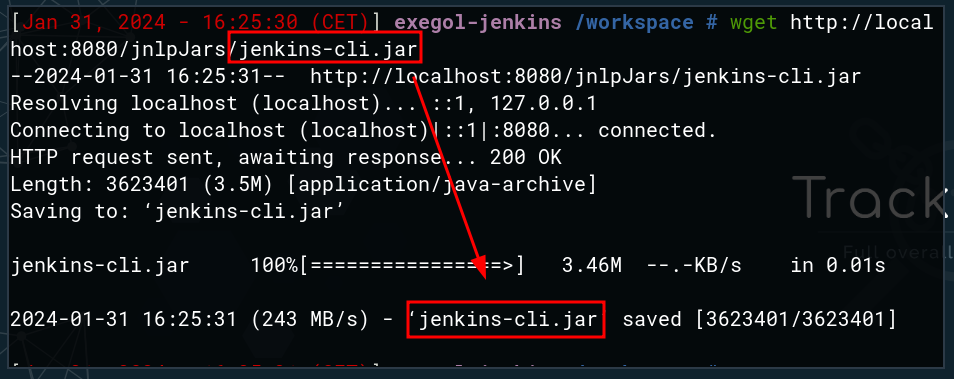 [Jan 31, 2024 - 16:25:30 (CET)] exegol-jenkins /workspace # wget http://local
host:8080/jnlpJars/jenkins-cli.jar
--2024-01-31 16:25:31--  http://localhost:8080/jnlpJars/jenkins-cli.jar
Resolving localhost (localhost)... ::1, 127.0.0.1
Connecting to localhost (localhost)|::1|:8080... connected.
HTTP request sent, awaiting response... 200 OK
Length: 3623401 (3.5M) [application/java-archive]
Saving to: ‘jenkins-cli.jar’
Track
Full overall
jenkins-cli.jar     100%[================>]   3.46M  --.-KB/s    in 0.01s
2024-01-31 16:25:31 (243 MB/s) - ‘jenkins-cli.jar’ saved [3623401/3623401]